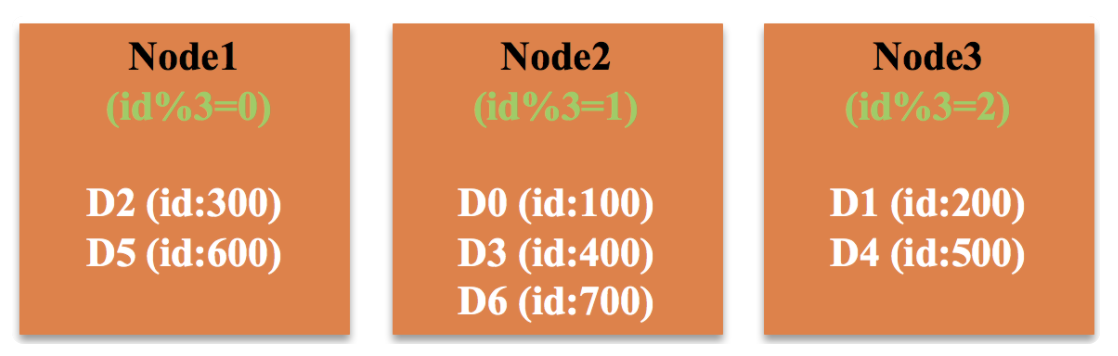 Node1
(id%3=0)
D2 (id:300)
D5 (id:600)
Node2
(id%3=1)
D0 (id:100)
D3 (id:400)
D6 (id:700)
Node3
(id%3=2)
D1 (id:200)
D4 (id:500)